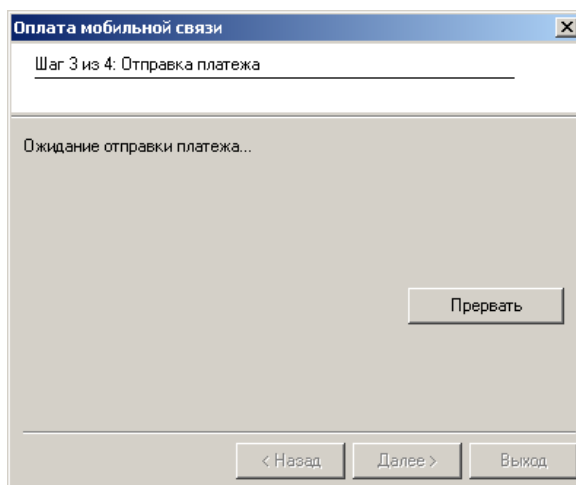 Оплата мобильной связи
Шаг 3 из 4: Отправка платежа
Ожидание отправки платежа...
Прервать
< Назад Далее > Выход